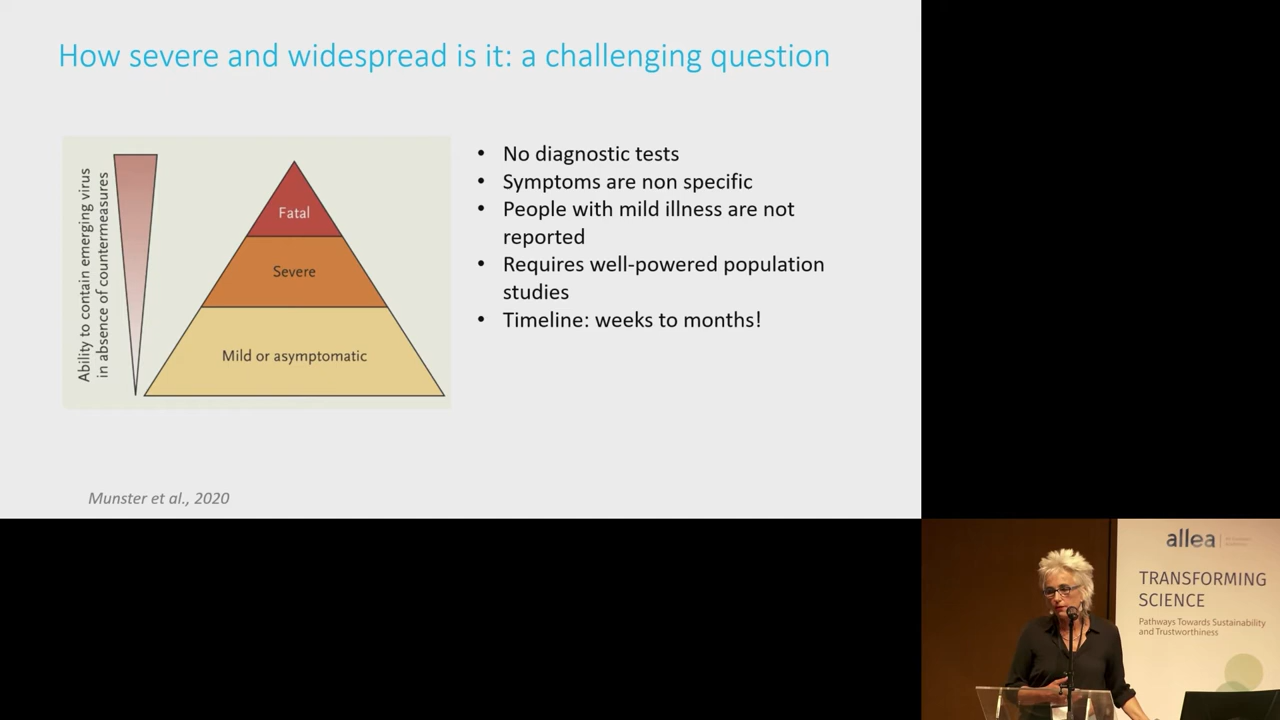 How severe and widespread is it: a challenging question
Ability to contain emerging virus
in absence of countermeasures
Fatal
Severe
Mild or asymptomatic
• No diagnostic tests
• Symptoms are non specific
• People with mild illness are not
reported
• Requires well-powered population
studies
• Timeline: weeks to months!
Munster et al., 2020
allea
TRANSFORMING
SCIENCE
Pathways Towards Sustainability
and Trustworthiness